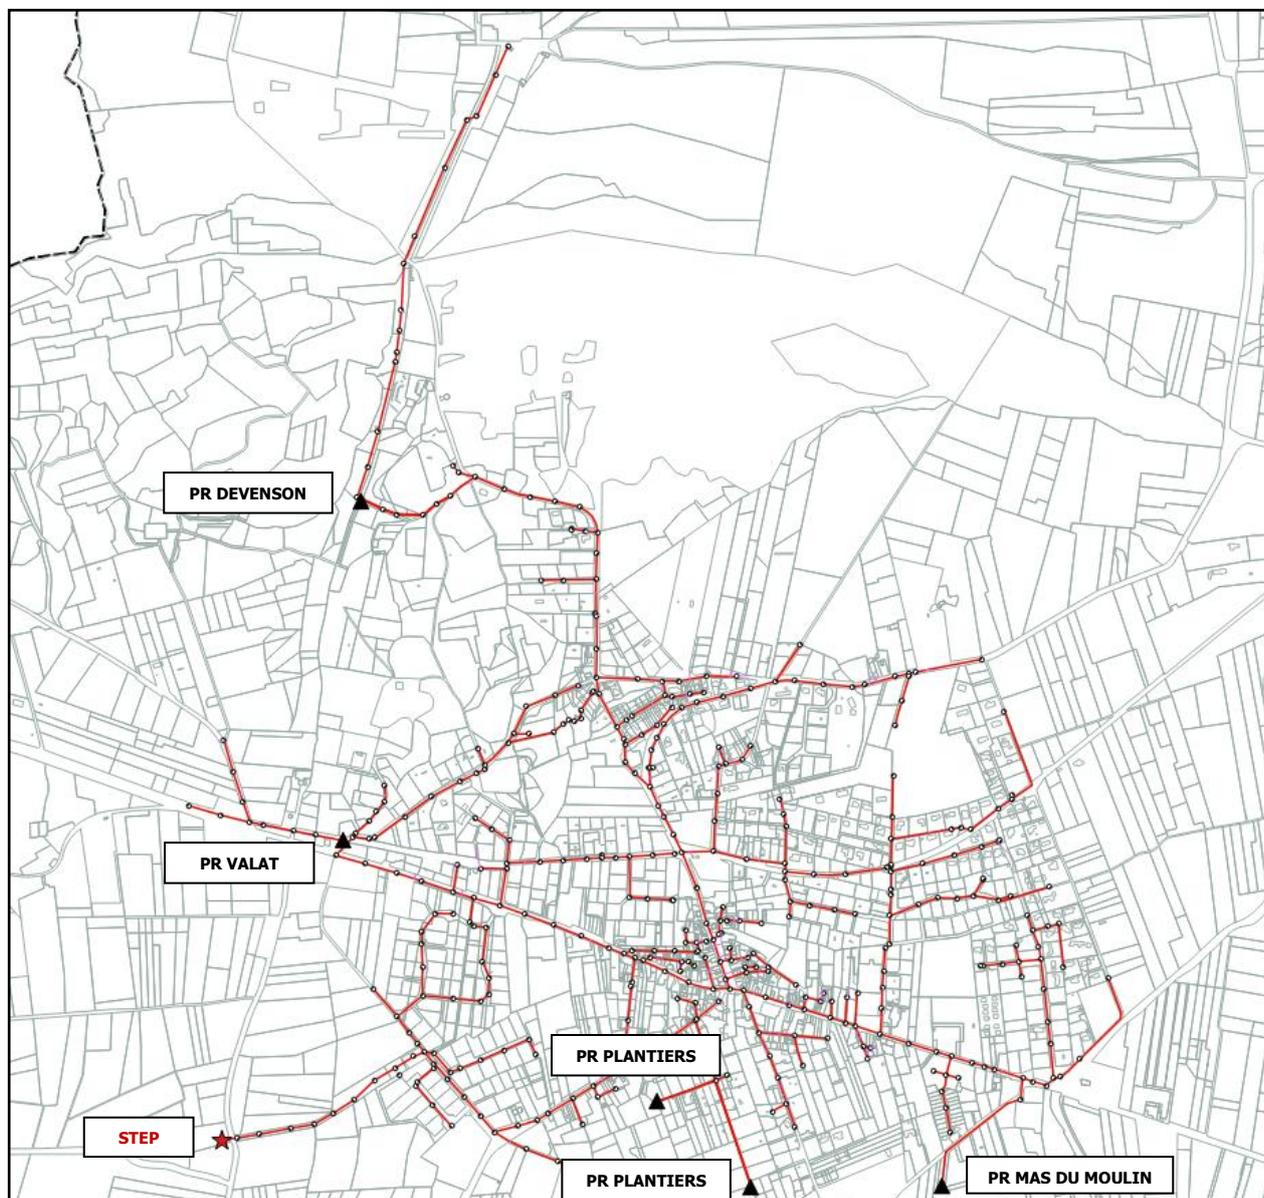 PR DEVENSON
PR VALAT
PR PLANTIERS
STEP
PR PLANTIERS
PR MAS DU MOULIN